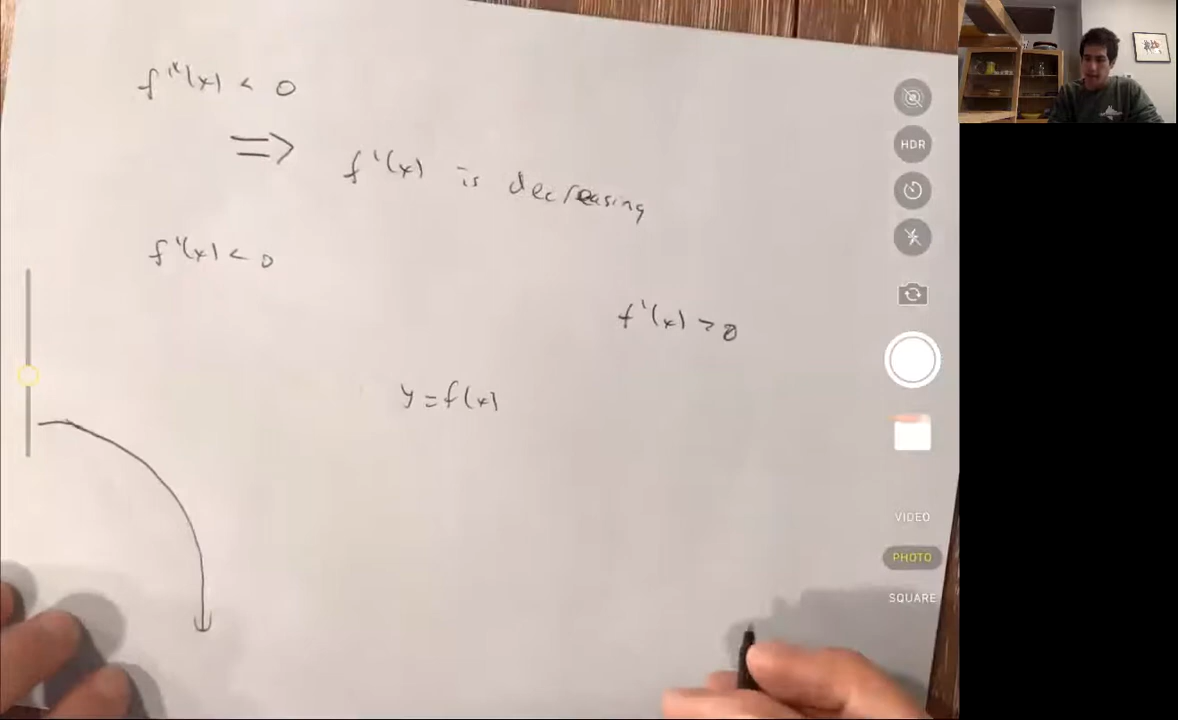 f''(x) < 0
⇒ f'(x) is decreasing
f'(x) < 0
f'(x) > 0
y = f(x)
HDR
VIDEO
PHOTO
SQUARE